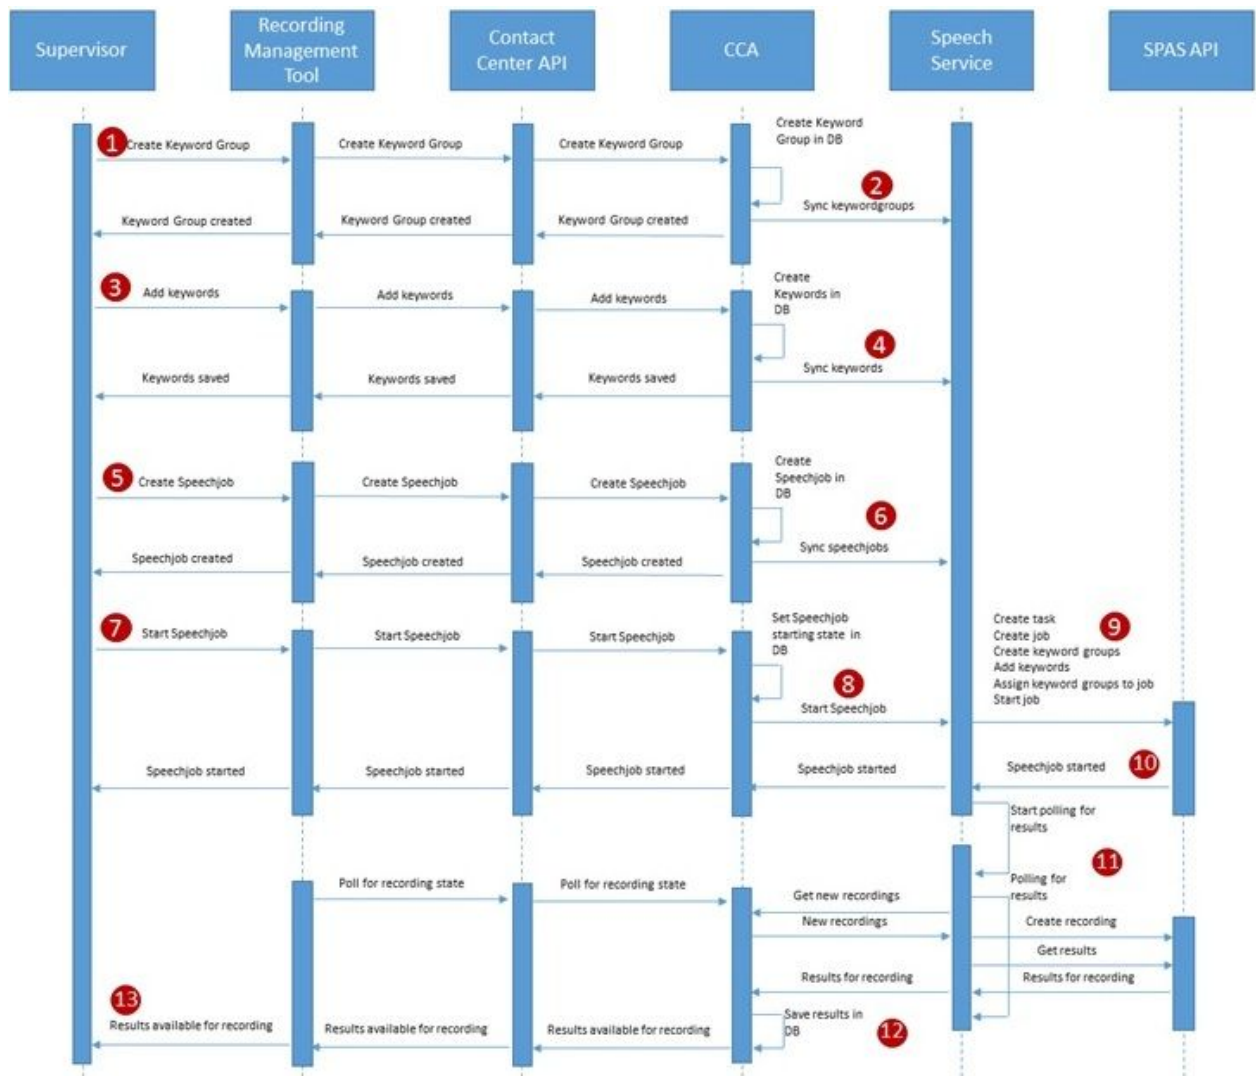 Supervisor
Recording
Management
Tool
Contact
Center API
CCA
Speech
Service
SPAS API
1
Create Keyword Group
Create Keyword Group
Create Keyword Group
Create Keyword
Group in DB
2
Sync keywordgroups
Keyword Group created
Keyword Group created
Keyword Group created
3
Add keywords
Add keywords
Add keywords
Create
Keywords in
DB
4
Sync keywords
Keywords saved
Keywords saved
Keywords saved
5
Create Speechjob
Create Speechjob
Create Speechjob
Create
Speechjob in
DB
6
Sync speechjobs
Speechjob created
Speechjob created
Speechjob created
7
Start Speechjob
Start Speechjob
Start Speechjob
Set Speechjob
starting state in
DB
8
Start Speechjob
9
Create task
Create job
Create keyword groups
Add keywords
Assign keyword groups to job
Start job
Speechjob started
Speechjob started
Speechjob started
Speechjob started
Speechjob started
10
Start polling for
results
11
Polling for
results
Poll for recording state
Poll for recording state
Get new recordings
New recordings
Create recording
Get results
Results for recording
Results for recording
13
Results available for recording
Results available for recording
Results available for recording
Save results in
DB
12